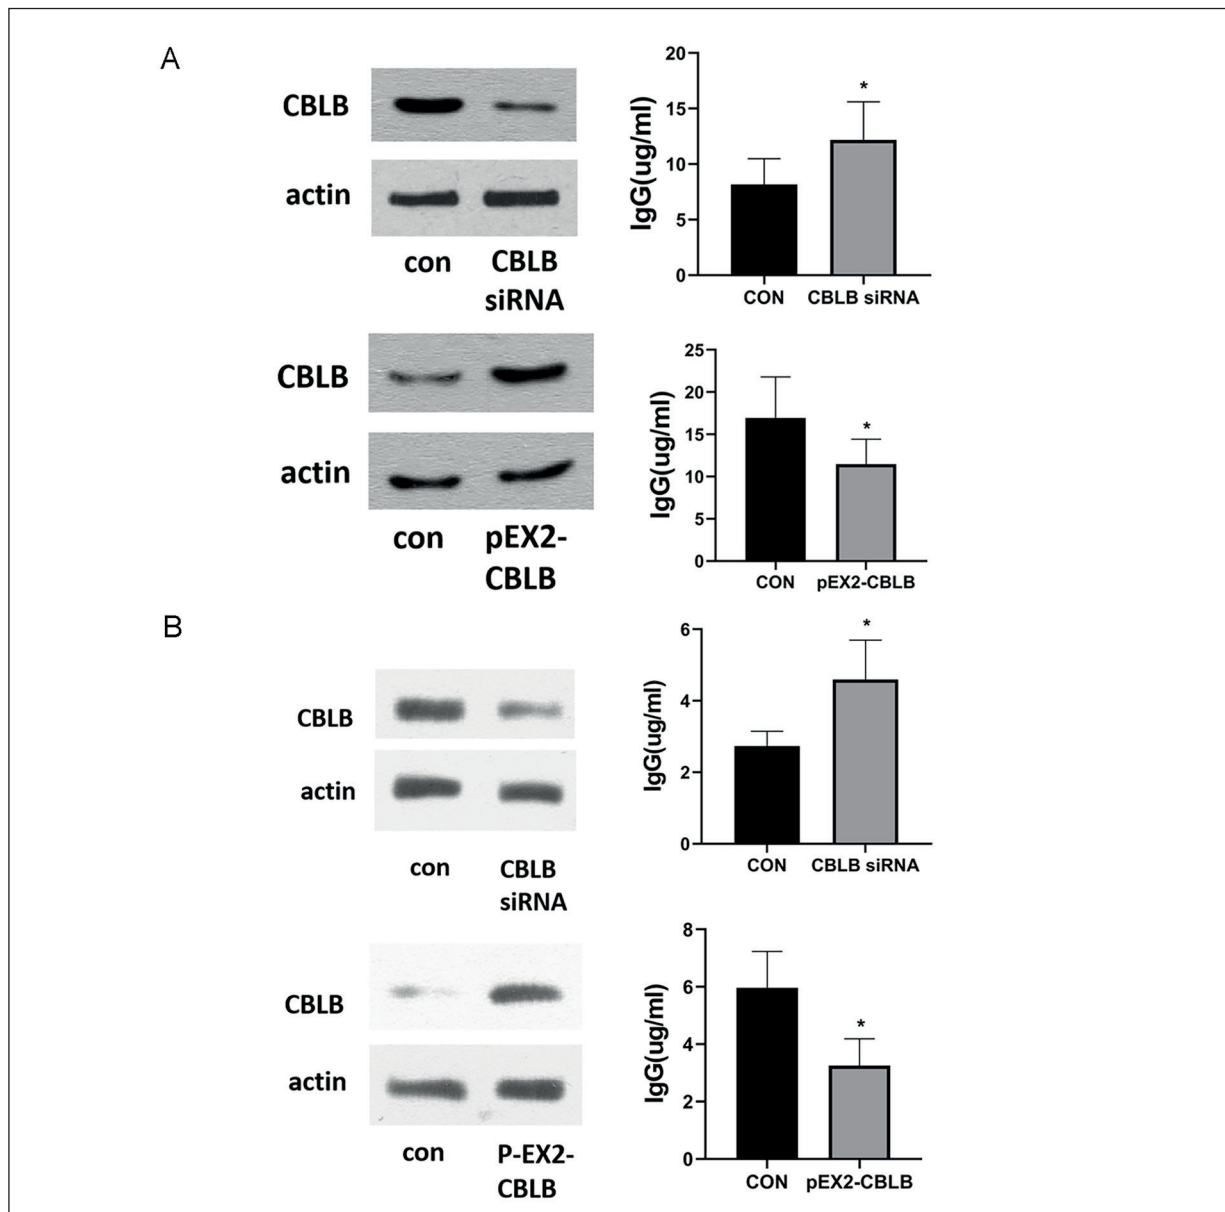 A
CBLB
actin
con
CBLB
siRNA
20
15
10
5
0
IgG(ug/ml)
*
CON
CBLB siRNA
CBLB
actin
con
pEX2-
CBLB
25
20
15
10
5
0
IgG(ug/ml)
*
CON
pEX2-CBLB
B
CBLB
actin
con
CBLB
siRNA
6
4
2
0
IgG(ug/ml)
*
CON
CBLB siRNA
CBLB
actin
con
P-EX2-
CBLB
8
6
4
2
0
IgG(ug/ml)
*
CON
pEX2-CBLB